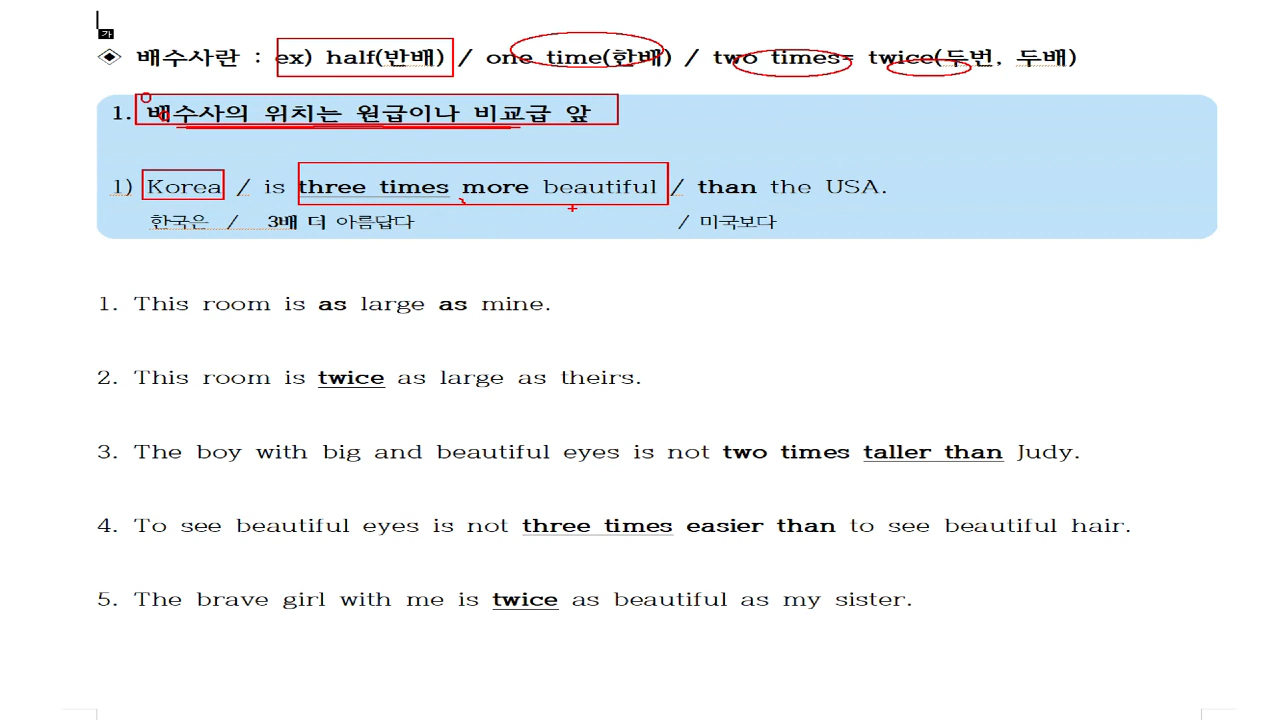 가
◈ 배수사란 : ex) half(반배) / one time(한배) / two times= twice(두번, 두배)
1. 배수사의 위치는 원급이나 비교급 앞
1) Korea / is three times more beautiful / than the USA.
한국은 / 3배 더 아름답다 / 미국보다
1. This room is as large as mine.
2. This room is twice as large as theirs.
3. The boy with big and beautiful eyes is not two times taller than Judy.
4. To see beautiful eyes is not three times easier than to see beautiful hair.
5. The brave girl with me is twice as beautiful as my sister.